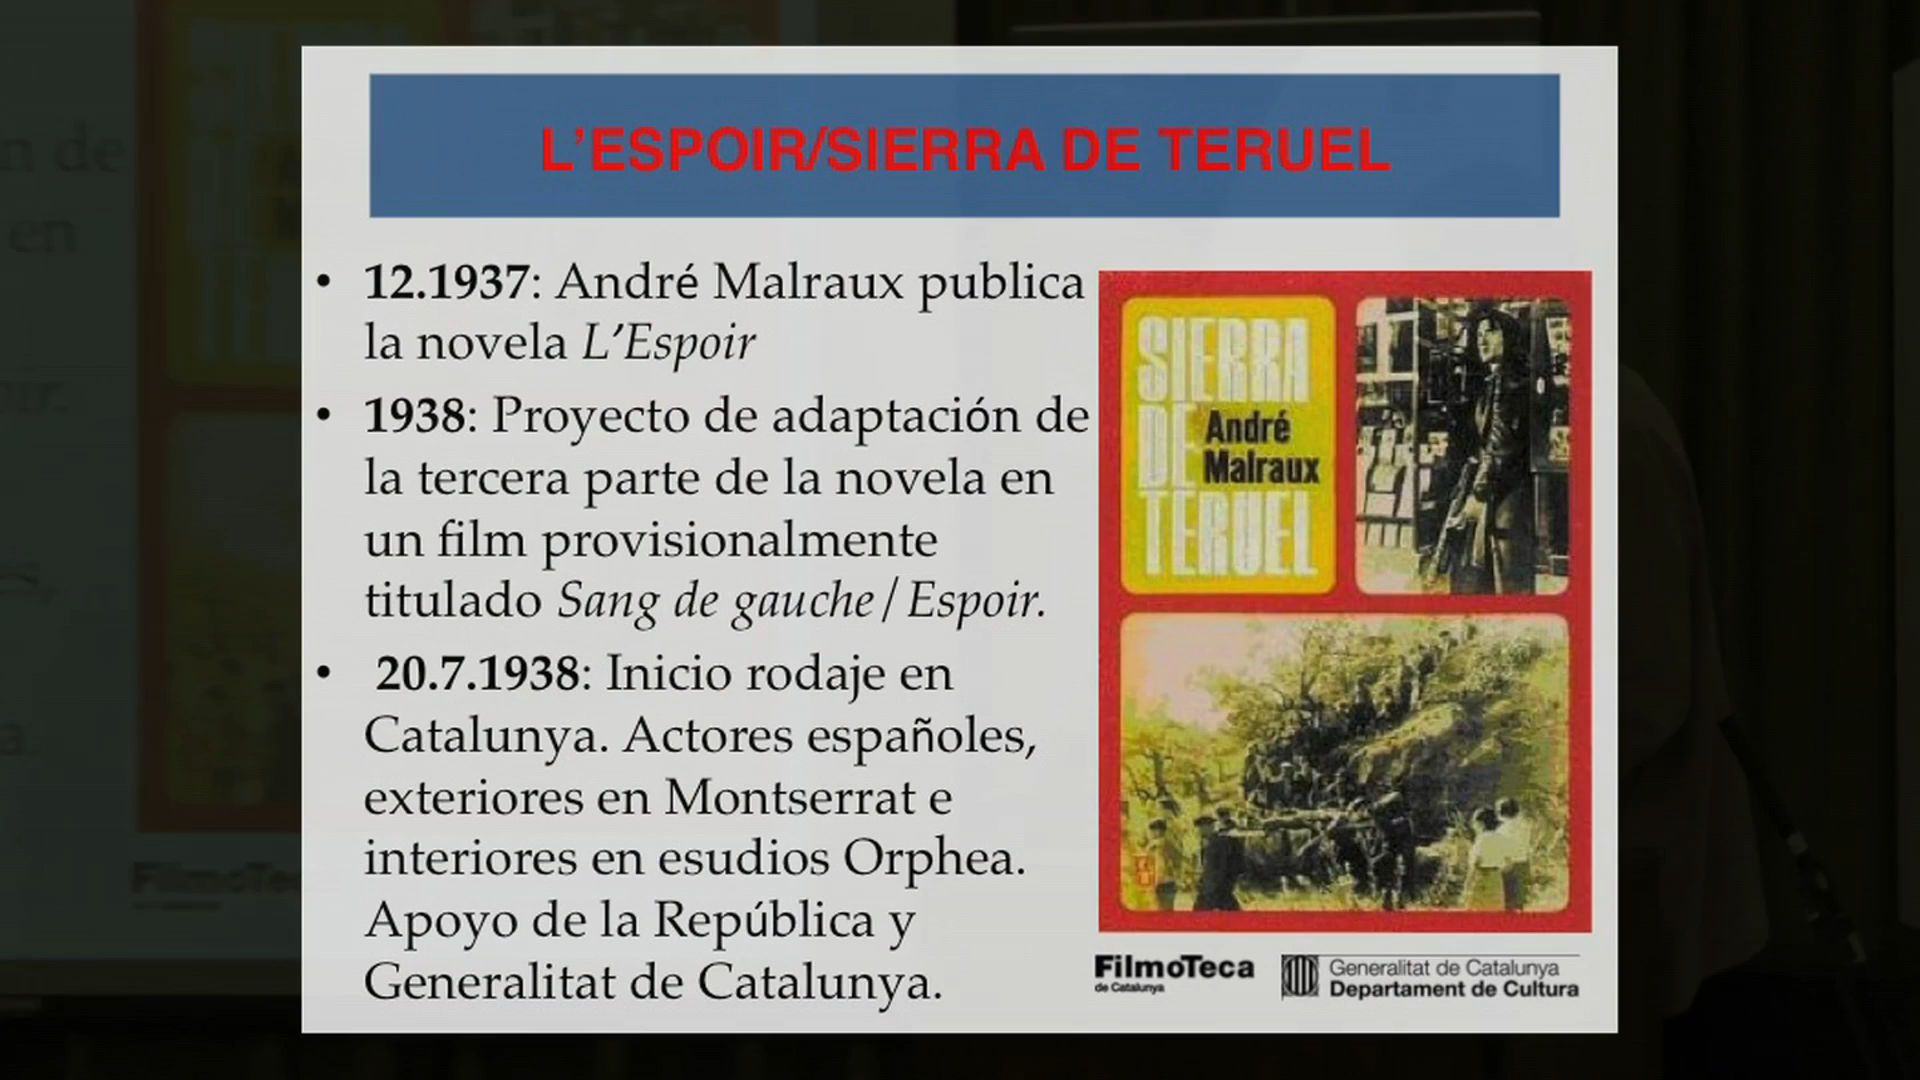 L'ESPOIR/SIERRA DE TERUEL
• 12.1937: André Malraux publica
la novela L'Espoir
• 1938: Proyecto de adaptación de
la tercera parte de la novela en
un film provisionalmente
titulado Sang de gauche/Espoir.
• 20.7.1938: Inicio rodaje en
Catalunya. Actores españoles,
exteriores en Montserrat e
interiores en esudios Orphea.
Apoyo de la República y
Generalitat de Catalunya.
SIERRA
DE
TERUEL
André
Malraux
FilmoTeca
de Catalunya
Generalitat de Catalunya
Departament de Cultura
n de
en